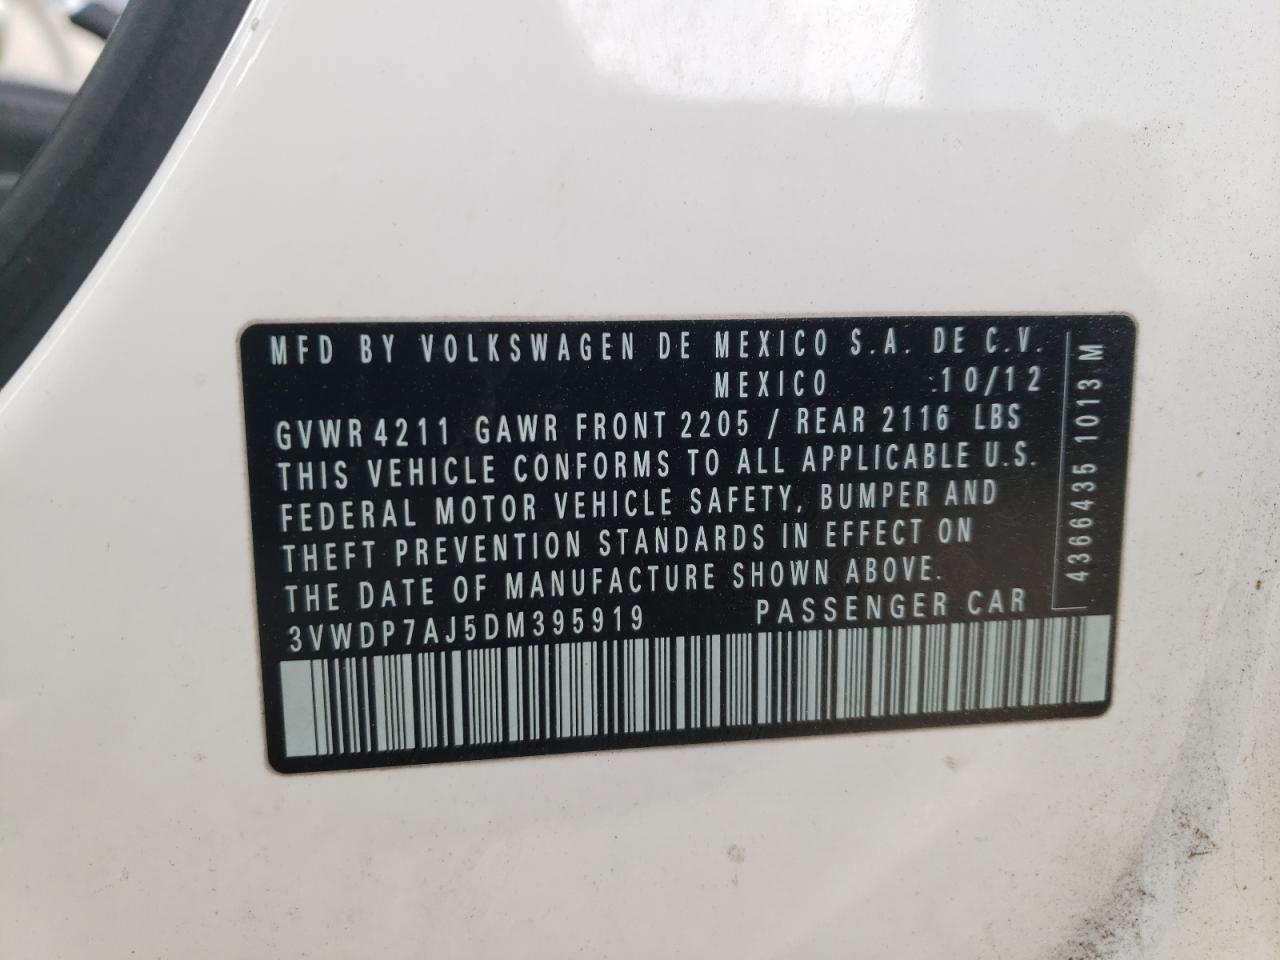 MFD BY VOLKSWAGEN DE MEXICO S.A. DE C.V.
MEXICO 10/12
GVWR 4211 GAWR FRONT 2205 / REAR 2116 LBS
THIS VEHICLE CONFORMS TO ALL APPLICABLE U.S.
FEDERAL MOTOR VEHICLE SAFETY, BUMPER AND
THEFT PREVENTION STANDARDS IN EFFECT ON
THE DATE OF MANUFACTURE SHOWN ABOVE.
3VWDP7AJ5DM395919 PASSENGER CAR
4366435 1013 M